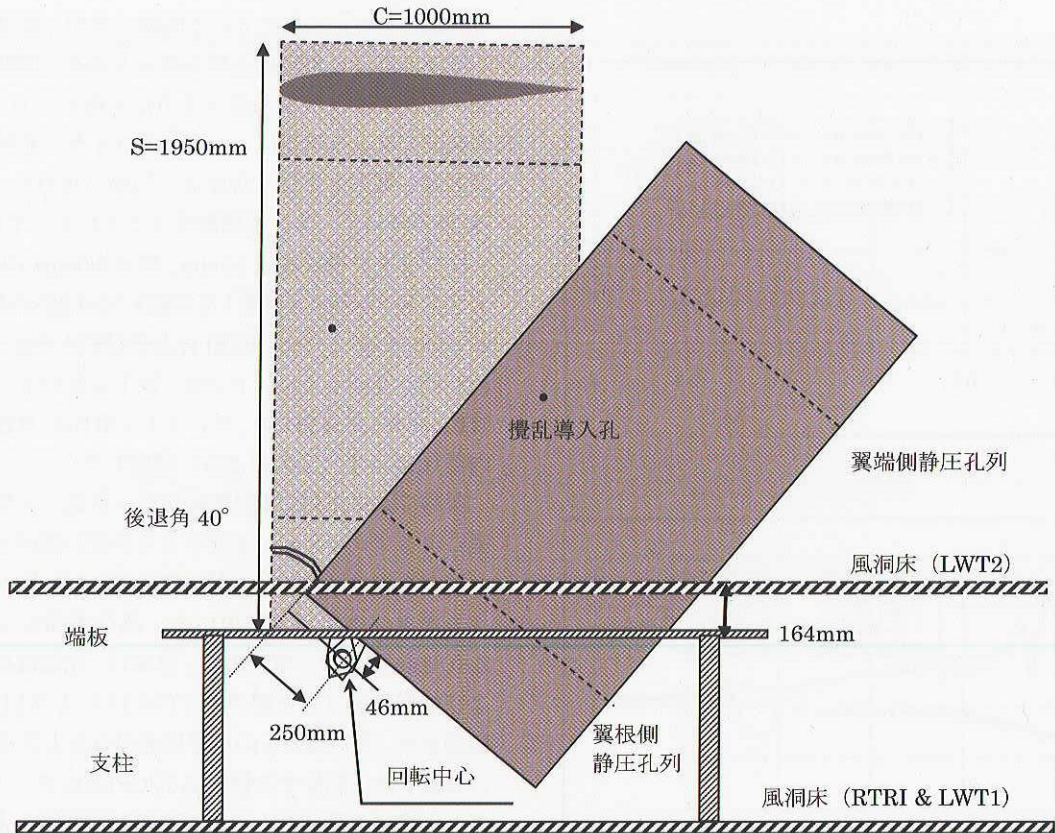 C=1000mm
S=1950mm
攪乱導入孔
翼端側静圧孔列
後退角 40°
風洞床（LWT2）
端板
164mm
46mm
250mm
翼根側
静圧孔列
支柱
回転中心
風洞床（RTRI & LWT1）